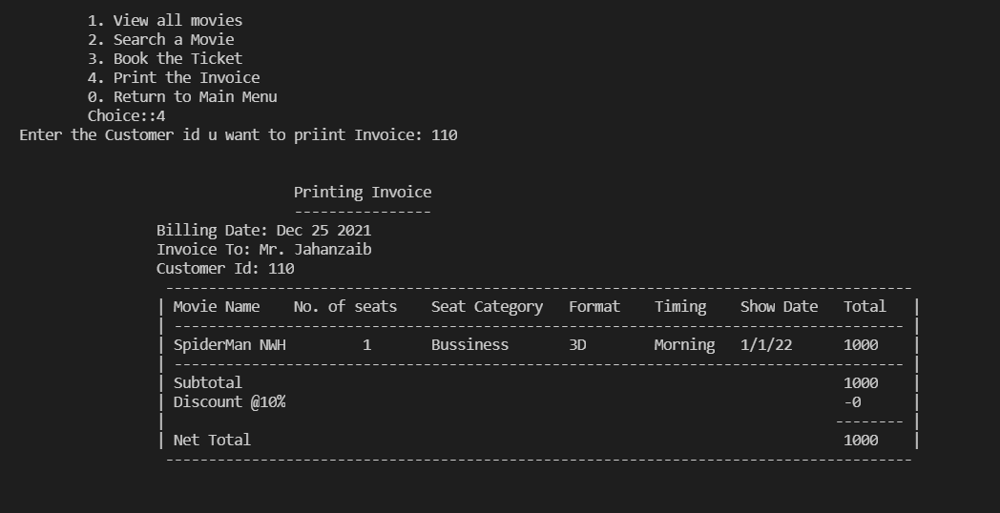 1. View all movies
2. Search a Movie
3. Book the Ticket
4. Print the Invoice
0. Return to Main Menu
Choice::4
Enter the Customer id u want to priint Invoice: 110
Printing Invoice
----------------
Billing Date: Dec 25 2021
Invoice To: Mr. Jahanzaib
Customer Id: 110
---------------------------------------------------------------------------------------
| Movie Name    No. of seats    Seat Category   Format    Timing    Show Date   Total   |
| ------------------------------------------------------------------------------------- |
| SpiderMan NWH         1       Bussiness       3D        Morning   1/1/22      1000    |
| ------------------------------------------------------------------------------------- |
| Subtotal                                                                      1000    |
| Discount @10%                                                                 -0      |
|                                                                              -------- |
| Net Total                                                                     1000    |
---------------------------------------------------------------------------------------